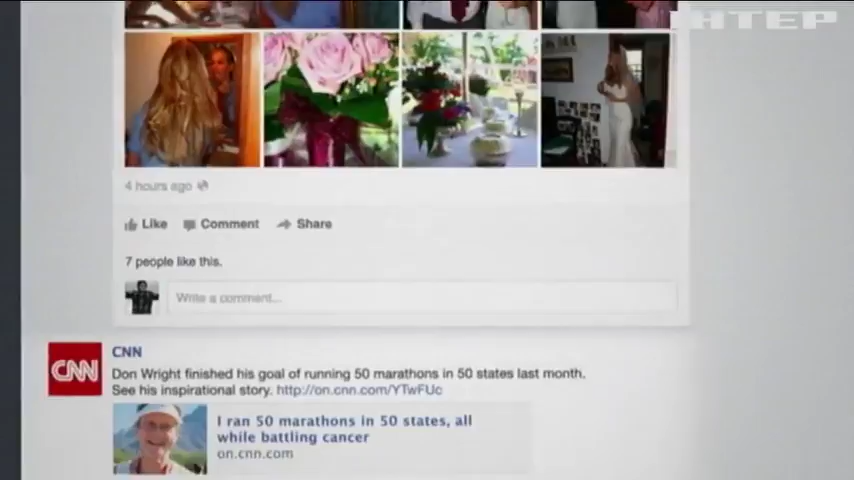 ІНТЕР
4 hours ago
Like Comment Share
7 people like this.
Write a comment...
CNN
CNN
Don Wright finished his goal of running 50 marathons in 50 states last month.
See his inspirational story. http://on.cnn.com/YTwFUc
I ran 50 marathons in 50 states, all
while battling cancer
on.cnn.com